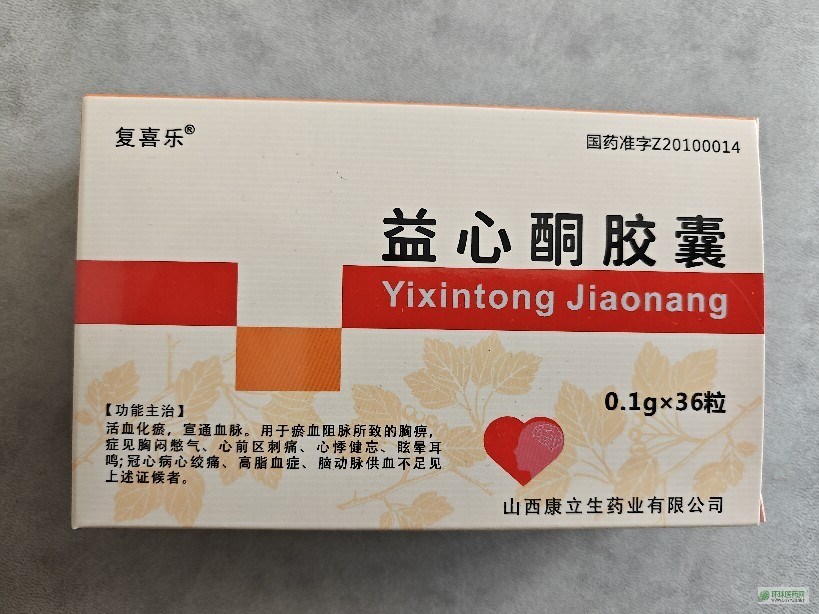 复喜乐®
国药准字Z20100014
益心酮胶囊
Yixintong Jiaonang
0.1g×36粒
【功能主治】
活血化瘀，宣通血脉。用于瘀血阻脉所致的胸痹，
症见胸闷憋气、心前区刺痛、心悸健忘、眩晕耳
鸣；冠心病心绞痛、高脂血症、脑动脉供血不足见
上述证候者。
山西康立生药业有限公司
环球医药网